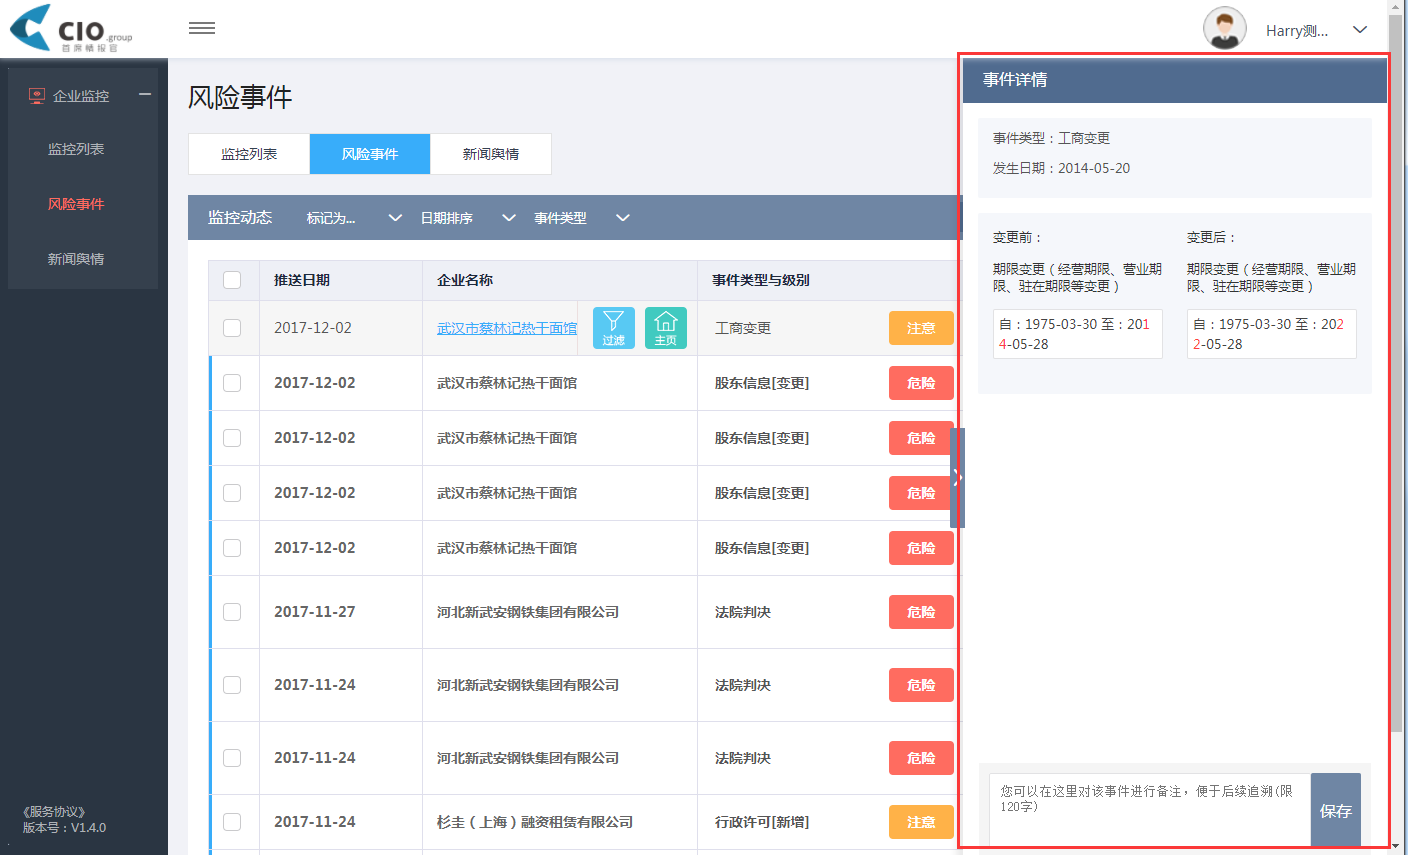 CIO.group
首席情报官
Harry测...
企业监控
监控列表
风险事件
新闻舆情
《服务协议》
版本号：V1.4.0
风险事件
监控列表 风险事件 新闻舆情
监控动态 标记为... 日期排序 事件类型
推送日期 企业名称 事件类型与级别
2017-12-02 武汉市蔡林记热干面馆 过滤 主页 工商变更 注意
2017-12-02 武汉市蔡林记热干面馆 股东信息[变更] 危险
2017-12-02 武汉市蔡林记热干面馆 股东信息[变更] 危险
2017-12-02 武汉市蔡林记热干面馆 股东信息[变更] 危险
2017-12-02 武汉市蔡林记热干面馆 股东信息[变更] 危险
2017-11-27 河北新武安钢铁集团有限公司 法院判决 危险
2017-11-24 河北新武安钢铁集团有限公司 法院判决 危险
2017-11-24 河北新武安钢铁集团有限公司 法院判决 危险
2017-11-24 杉圭（上海）融资租赁有限公司 行政许可[新增] 注意
事件详情
事件类型：工商变更
发生日期：2014-05-20
变更前：
期限变更（经营期限、营业期
限、驻在期限等变更）
自：1975-03-30 至：201
4-05-28
变更后：
期限变更（经营期限、营业期
限、驻在期限等变更）
自：1975-03-30 至：202
2-05-28
您可以在这里对该事件进行备注，便于后续追溯(限
120字)
保存